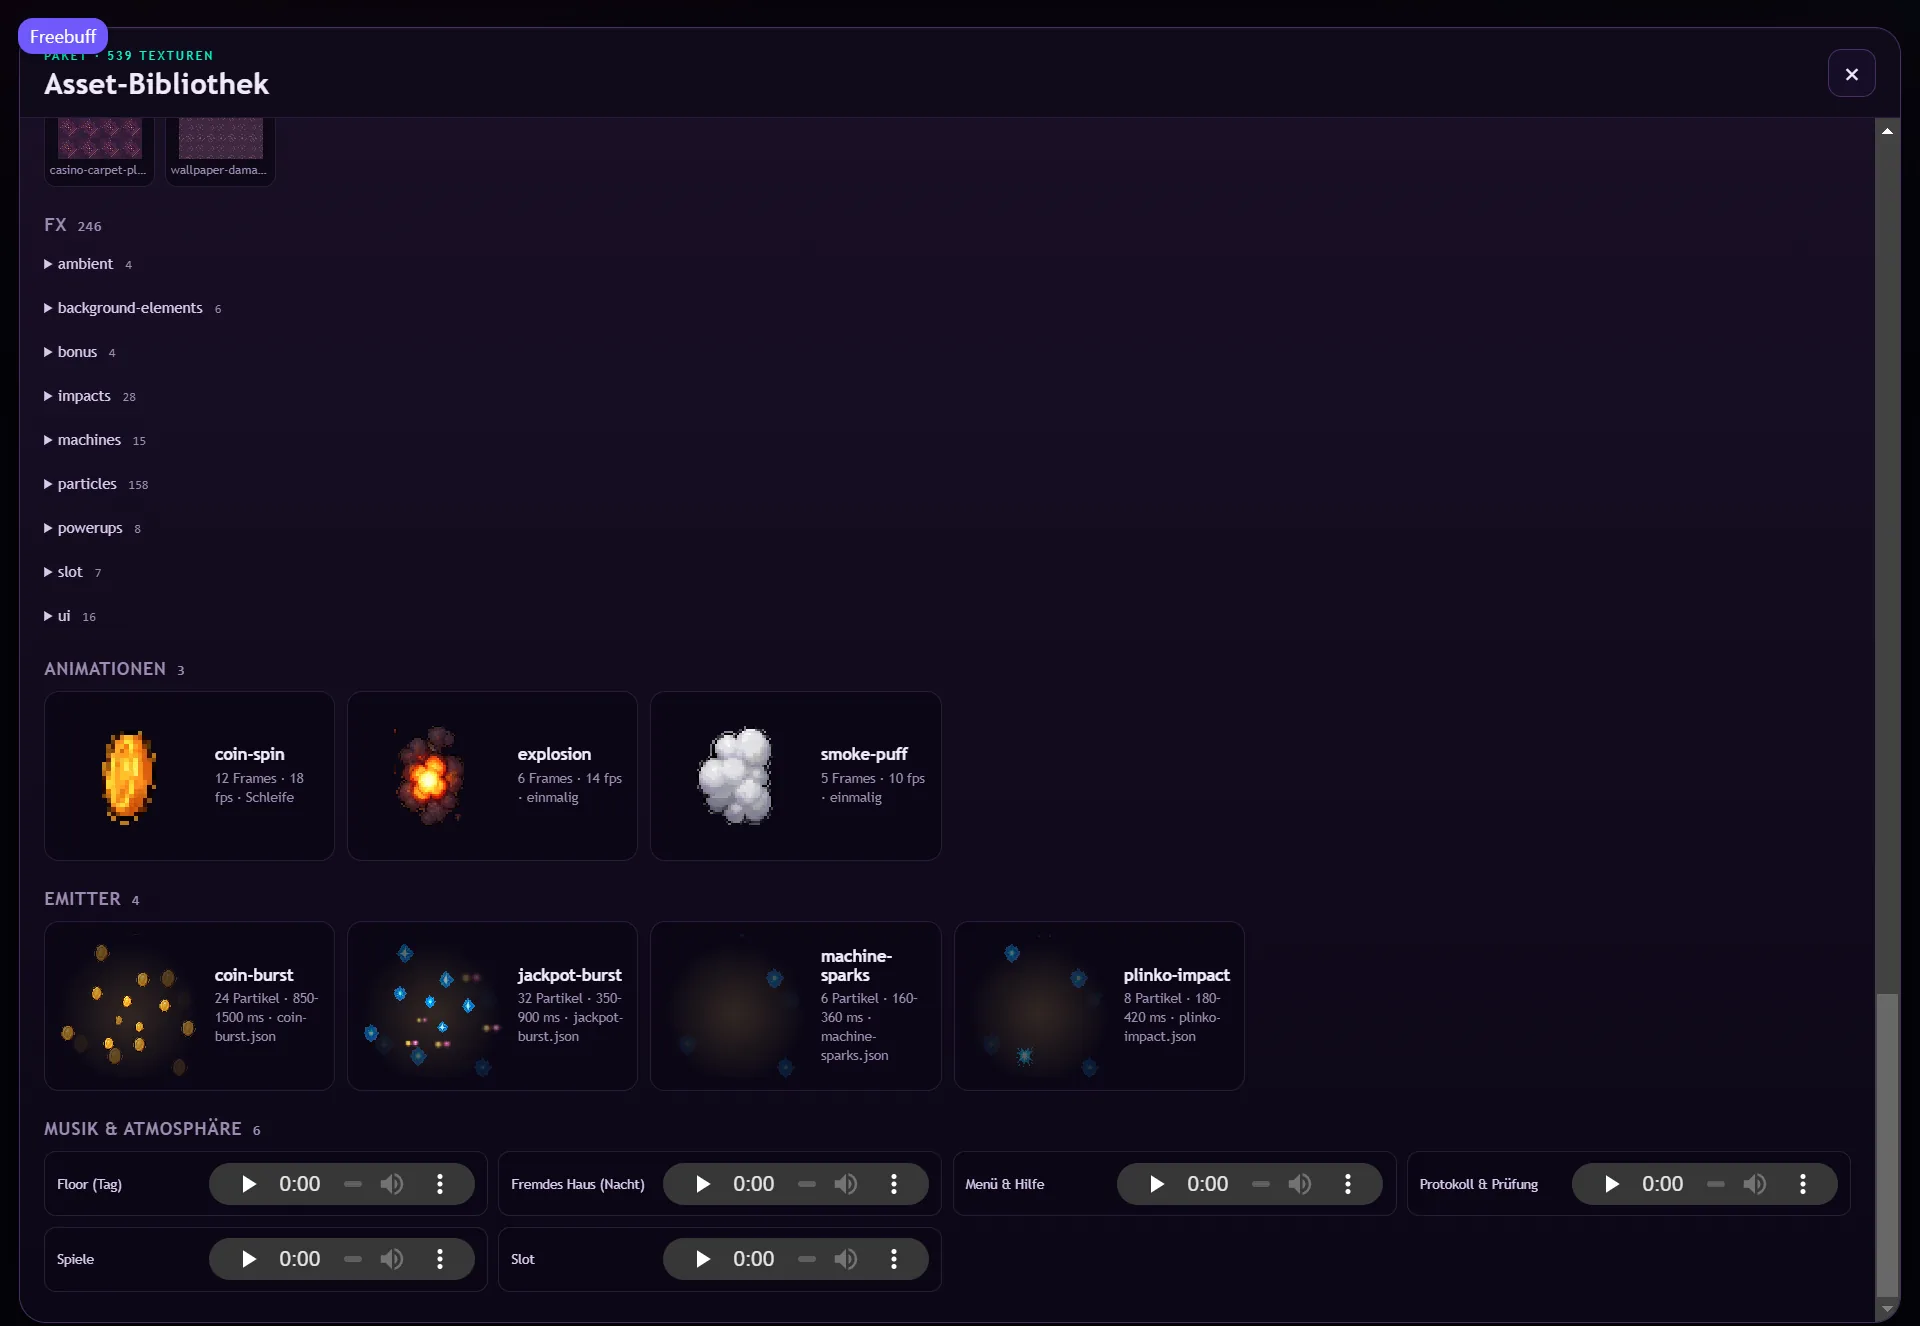 Freebuff
PAKET · 539 TEXTUREN
Asset-Bibliothek
casino-carpet-pl...
wallpaper-dama...
FX 246
ambient 4
background-elements 6
bonus 4
impacts 28
machines 15
particles 158
powerups 8
slot 7
ui 16
ANIMATIONEN 3
coin-spin
12 Frames · 18
fps · Schleife
explosion
6 Frames · 14 fps
· einmalig
smoke-puff
5 Frames · 10 fps
· einmalig
EMITTER 4
coin-burst
24 Partikel · 850-
1500 ms · coin-
burst.json
jackpot-burst
32 Partikel · 350-
900 ms · jackpot-
burst.json
machine-
sparks
6 Partikel · 160-
360 ms ·
machine-
sparks.json
plinko-impact
8 Partikel · 180-
420 ms · plinko-
impact.json
MUSIK & ATMOSPHÄRE 6
Floor (Tag) 0:00
Fremdes Haus (Nacht) 0:00
Menü & Hilfe 0:00
Protokoll & Prüfung 0:00
Spiele 0:00
Slot 0:00